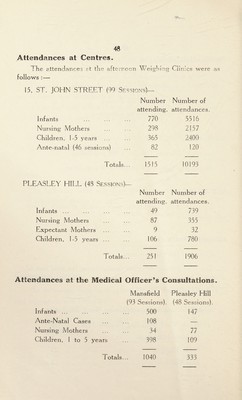 48
Attendances at Centres.
The attendances at the afternoon Weighing Clinics were as
follows :—
15, ST. JOHN STREET (99 Sessions)—
Number Number of
attending. attendances.
Infants ... ... ... 770 5516
Nursing Mothers ... ... 298 2157
Children, 1-5 years ... ... 365 2400
Ante-natal (46 sessions) ... 82 120
Totals... 1515 10193
PLEASLEY HILL (48 Sessions)—
Number Number of
attending. attendances.
Infants ... ... ... ... 49 739
Nursing Mothers ... ... 87 355
Expectant Mothers ... ... 9 32
Children, 1-5 years ... ... 106 780
Totals... 251 1906
Attendances at the Medical Officer's Consultations.
Mansfield Pleasley Hill
(93 Sessions). (48 Sessions).
Infants ... ... ... ... 500 147
Ante-Natal Cases ... ... 108 —
Nursing Mothers ... ... 34 77
Children, 1 to 5 years ... 398 109
Totals... 1040 333